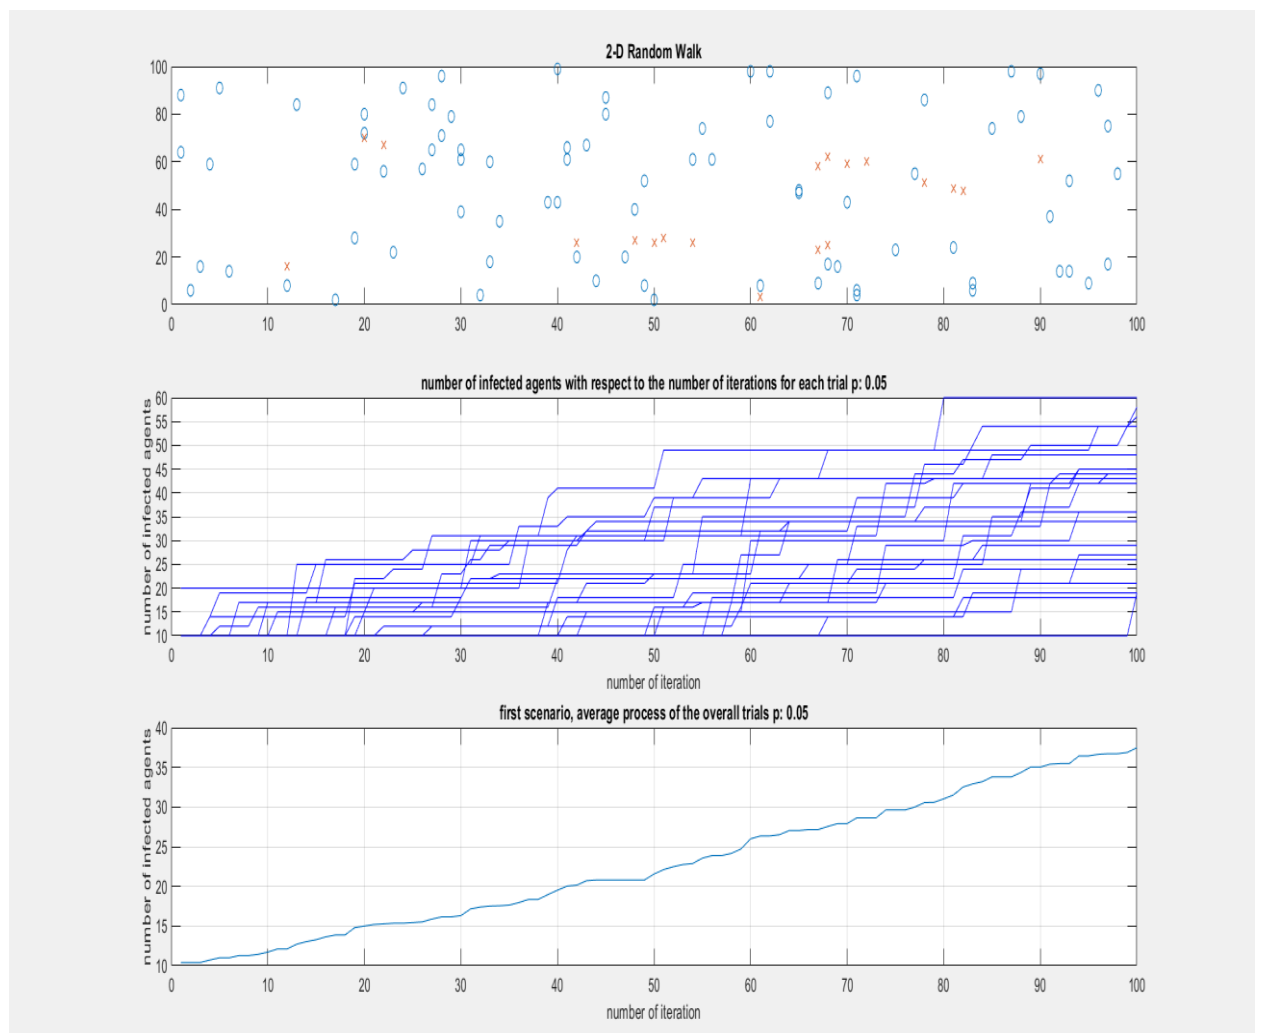 2-D Random Walk
100
80
60
40
20
0
0 10 20 30 40 50 60 70 80 90 100
number of infected agents with respect to the number of iterations for each trial p: 0.05
number of infected agents
60
55
50
45
40
35
30
25
20
15
10
0 10 20 30 40 50 60 70 80 90 100
number of iteration
first scenario, average process of the overall trials p: 0.05
number of infected agents
40
35
30
25
20
15
10
0 10 20 30 40 50 60 70 80 90 100
number of iteration